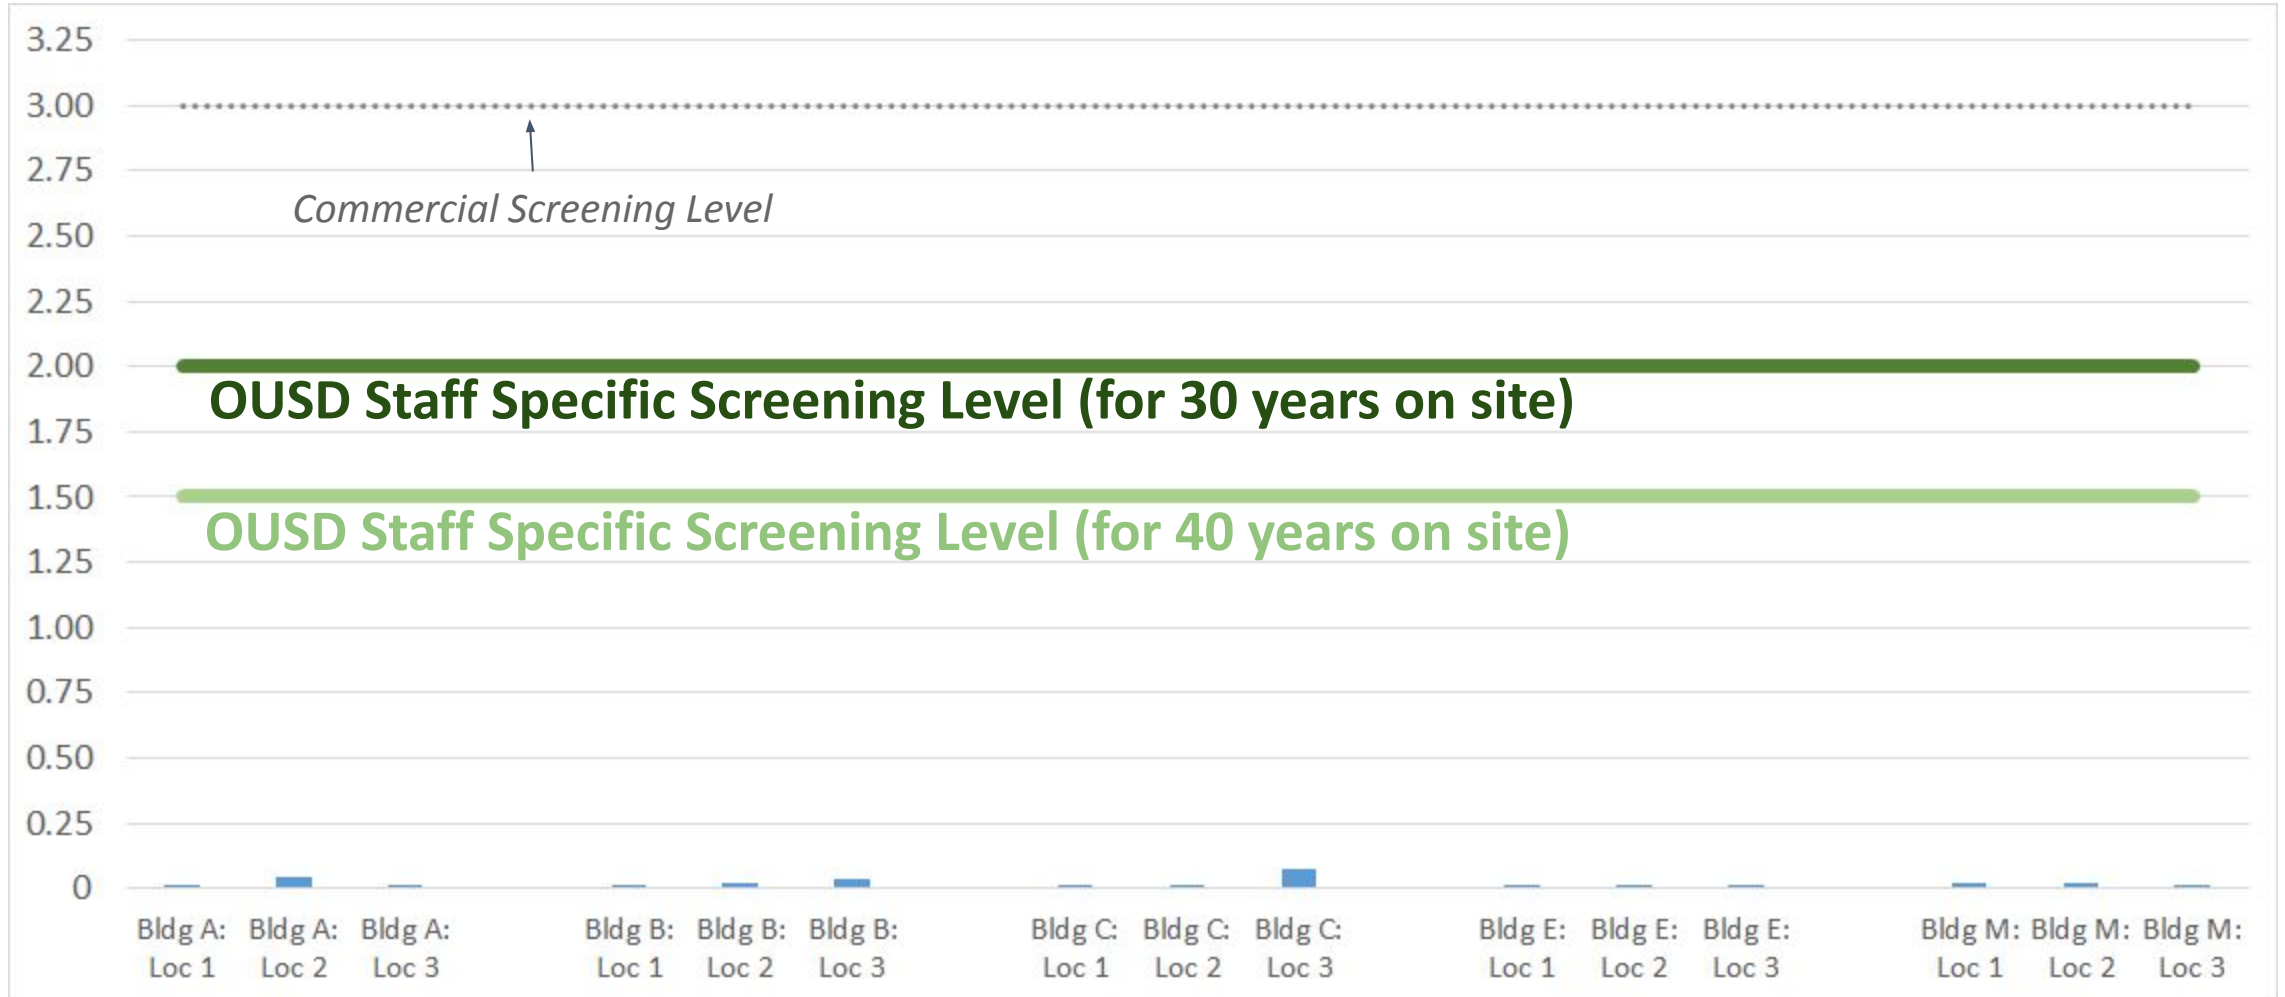 3.25
3.00
2.75
Commercial Screening Level
2.50
2.25
2.00
OUSD Staff Specific Screening Level (for 30 years on site)
1.75
1.50
OUSD Staff Specific Screening Level (for 40 years on site)
1.25
1.00
0.75
0.50
0.25
0
Bldg A: Bldg A: Bldg A: Bldg B: Bldg B: Bldg B: Bldg C: Bldg C: Bldg C: Bldg E: Bldg E: Bldg E: Bldg M: Bldg M: Bldg M:
Loc 1 Loc 2 Loc 3 Loc 1 Loc 2 Loc 3 Loc 1 Loc 2 Loc 3 Loc 1 Loc 2 Loc 3 Loc 1 Loc 2 Loc 3